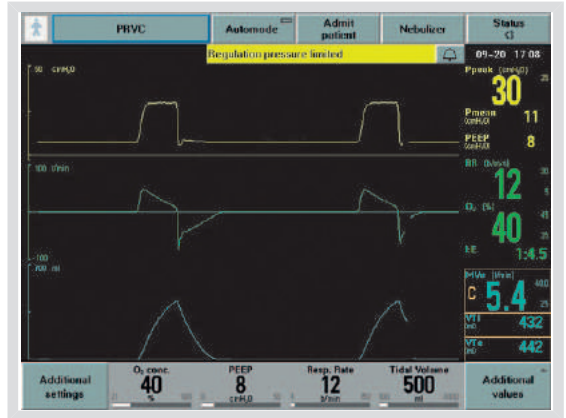 PRVC
Automode
Admit patient
Nebulizer
Status
Regulation pressure limited
09-20 17:08
50 cmH2O
Ppeak (cmH2O)
30
Pmean (cmH2O)
11
PEEP (cmH2O)
8
100 l/min
-100
RR (b/min)
12
O2 (%)
40
I:E
1:4.5
700 ml
MVe (l/min)
C 5.4
40.0
VTi (ml)
432
VTe (ml)
442
Additional settings
O2 conc.
40
%
PEEP
8
cmH2O
Resp. Rate
12
b/min
Tidal Volume
500
ml
Additional values